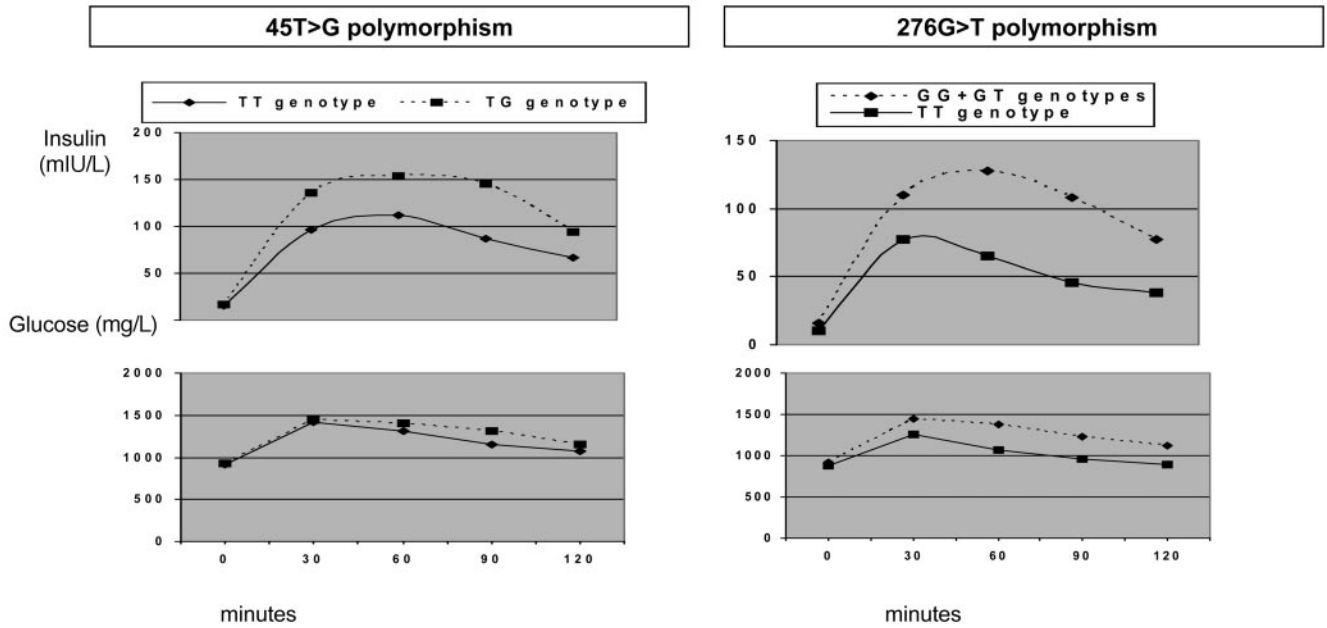 45T>G polymorphism
276G>T polymorphism
TT genotype TG genotype
GG+GT genotypes
TT genotype
Insulin
(mIU/L)
200
150
100
50
150
100
50
0
Glucose (mg/L)
2000
1500
1000
500
0
0 30 60 90 120
minutes
2000
1500
1000
500
0
0 30 60 90 120
minutes